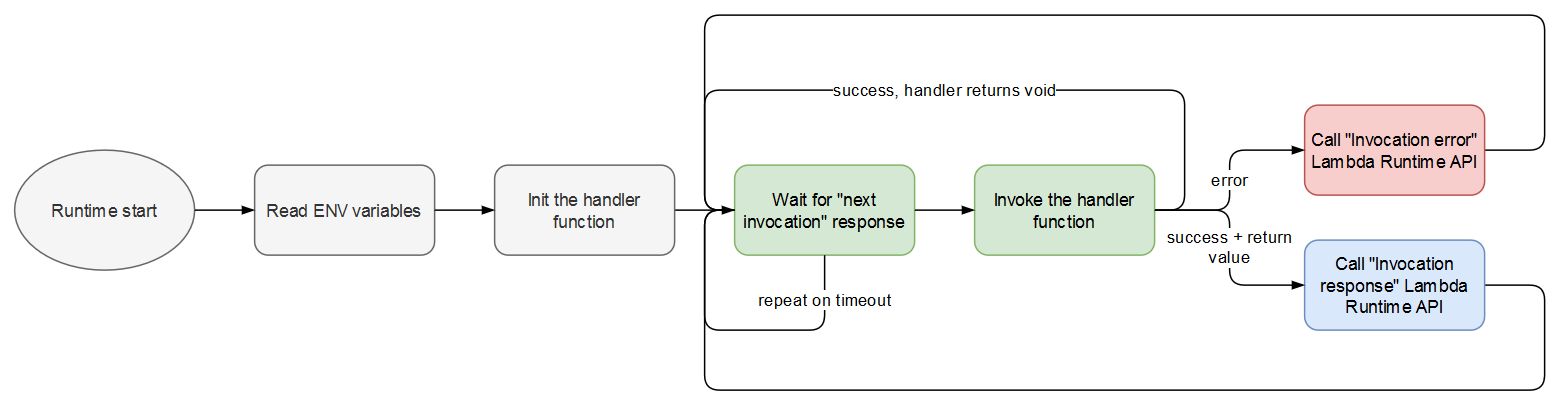 Runtime start
Read ENV variables
Init the handler
function
Wait for "next
invocation" response
repeat on timeout
success, handler returns void
Invoke the handler
function
error
success + return
value
Call "Invocation error"
Lambda Runtime API
Call "Invocation
response" Lambda
Runtime API